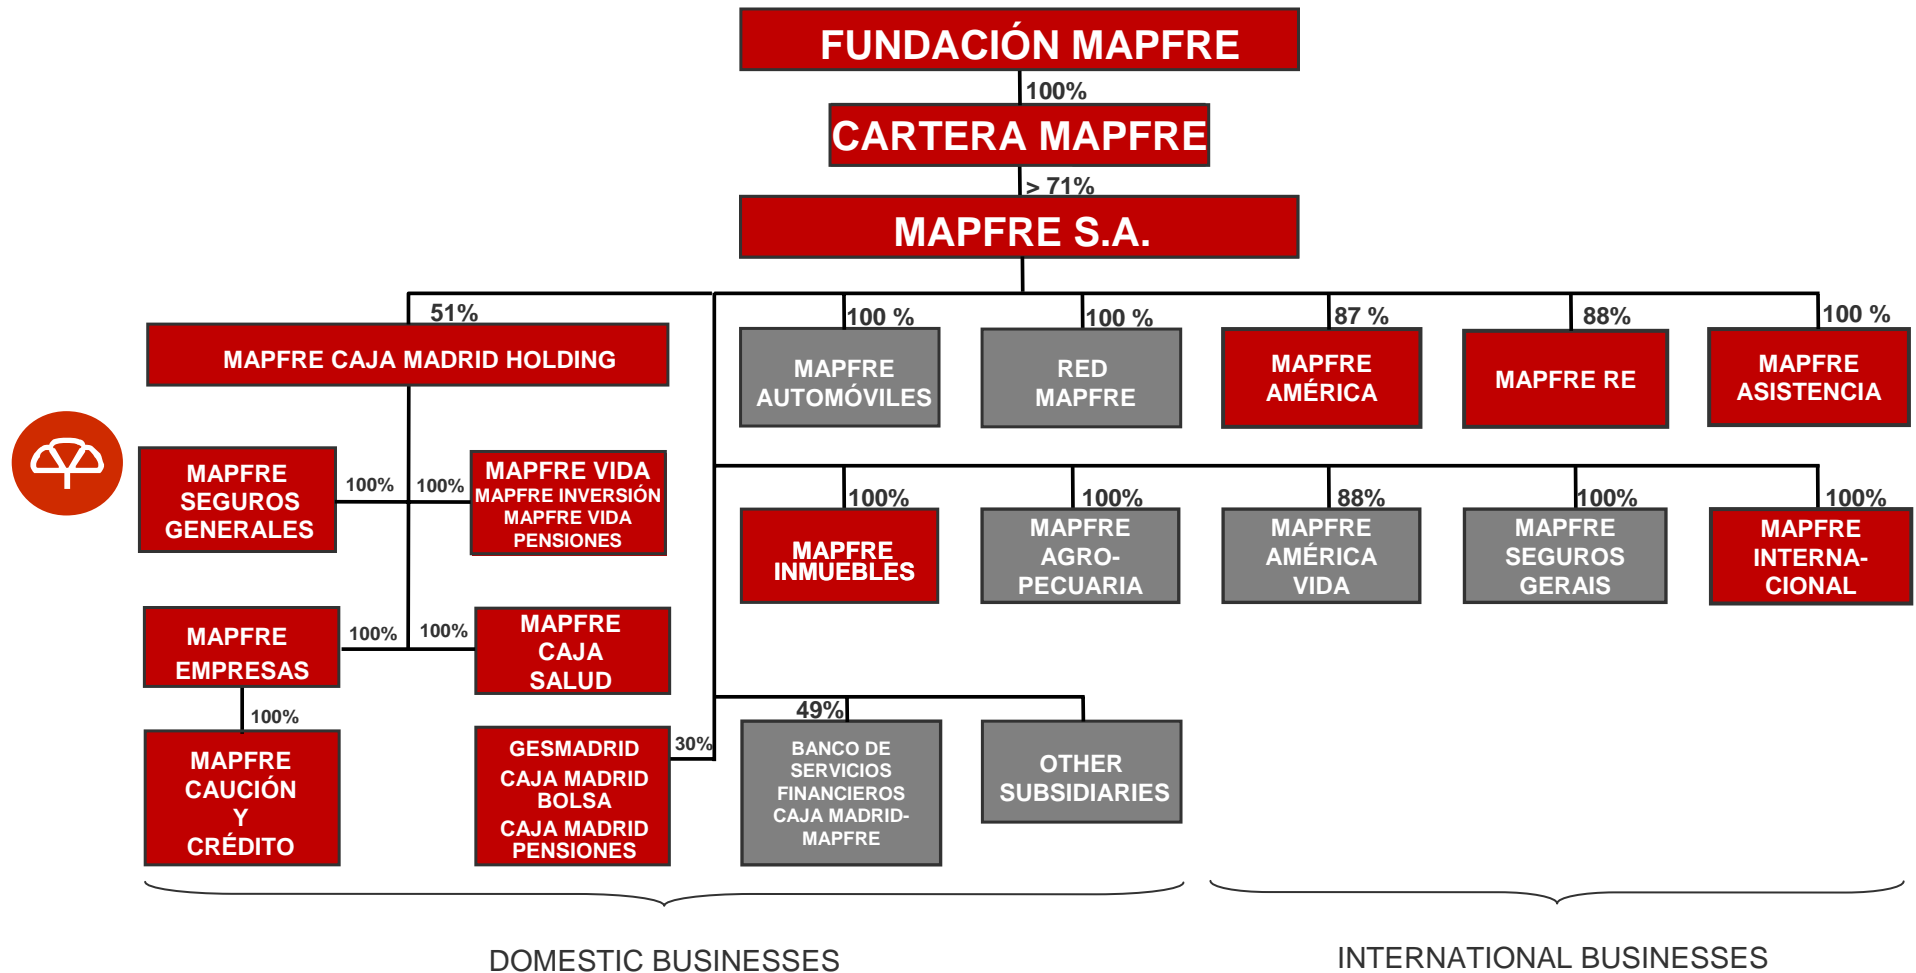 FUNDACIÓN MAPFRE
100%
CARTERA MAPFRE
> 71%
MAPFRE S.A.
51%
MAPFRE CAJA MADRID HOLDING
100 %
MAPFRE
AUTOMÓVILES
100 %
RED
MAPFRE
87 %
MAPFRE
AMÉRICA
88%
MAPFRE RE
100 %
MAPFRE
ASISTENCIA
MAPFRE
SEGUROS
GENERALES
100%
100%
MAPFRE VIDA
MAPFRE INVERSIÓN
MAPFRE VIDA
PENSIONES
100%
MAPFRE
INMUEBLES
100%
MAPFRE
AGRO-
PECUARIA
88%
MAPFRE
AMÉRICA
VIDA
100%
MAPFRE
SEGUROS
GERAIS
100%
MAPFRE
INTERNA-
CIONAL
MAPFRE
EMPRESAS
100%
100%
MAPFRE
CAJA
SALUD
100%
MAPFRE
CAUCIÓN
Y
CRÉDITO
GESMADRID
CAJA MADRID
BOLSA
CAJA MADRID
PENSIONES
30%
49%
BANCO DE
SERVICIOS
FINANCIEROS
CAJA MADRID-
MAPFRE
OTHER
SUBSIDIARIES
DOMESTIC BUSINESSES
INTERNATIONAL BUSINESSES